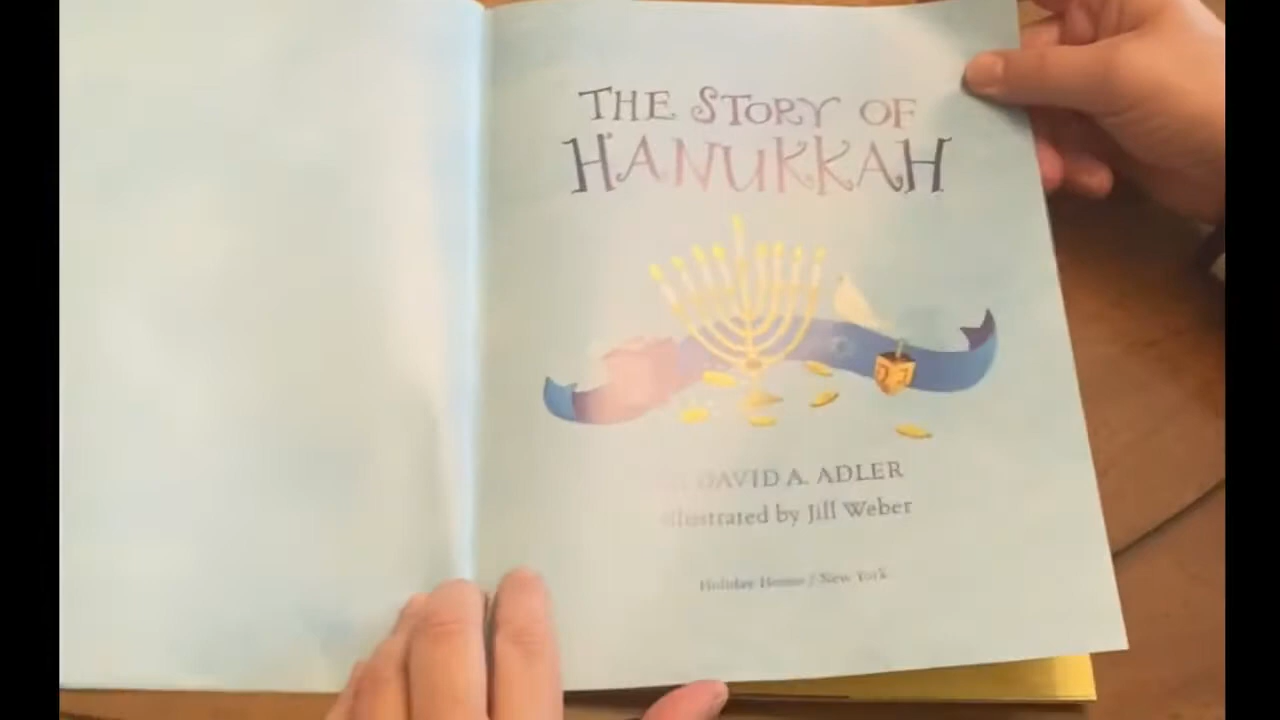 THE STORY OF
HANUKKAH
DAVID A. ADLER
Illustrated by Jill Weber
Holiday House / New York